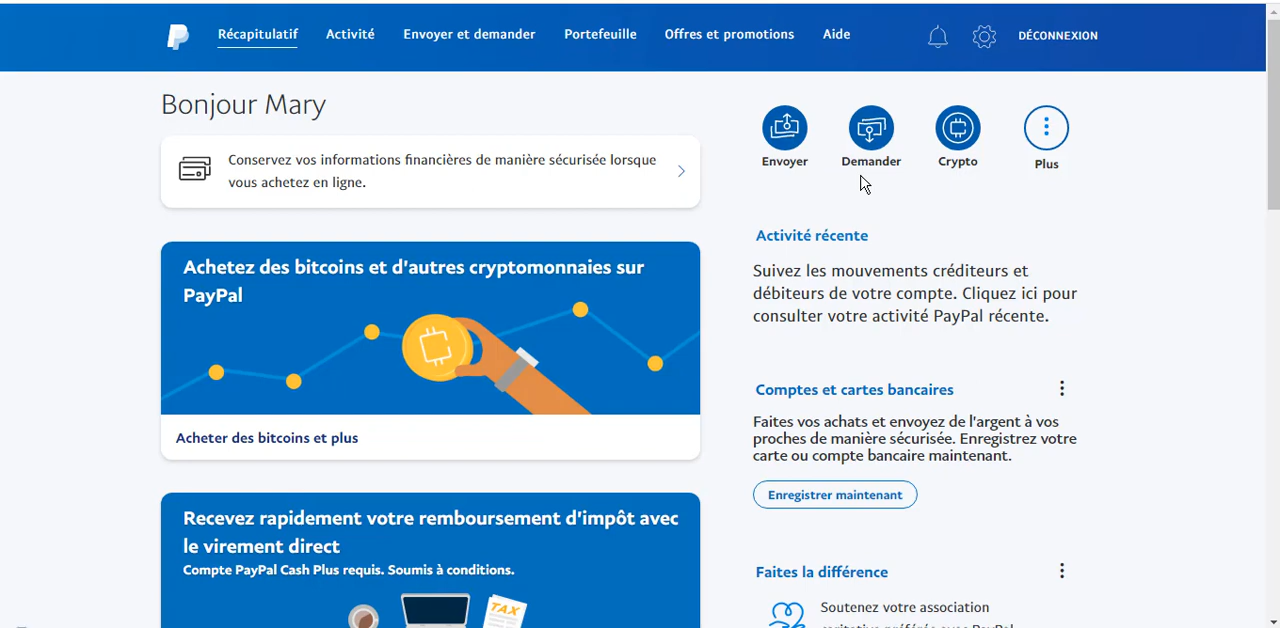 Récapitulatif Activité Envoyer et demander Portefeuille Offres et promotions Aide DÉCONNEXION
Bonjour Mary
Conservez vos informations financières de manière sécurisée lorsque
vous achetez en ligne.
Achetez des bitcoins et d'autres cryptomonnaies sur
PayPal
Acheter des bitcoins et plus
Recevez rapidement votre remboursement d'impôt avec
le virement direct
Compte PayPal Cash Plus requis. Soumis à conditions.
TAX
Envoyer Demander Crypto Plus
Activité récente
Suivez les mouvements créditeurs et
débiteurs de votre compte. Cliquez ici pour
consulter votre activité PayPal récente.
Comptes et cartes bancaires
Faites vos achats et envoyez de l'argent à vos
proches de manière sécurisée. Enregistrez votre
carte ou compte bancaire maintenant.
Enregistrer maintenant
Faites la différence
Soutenez votre association